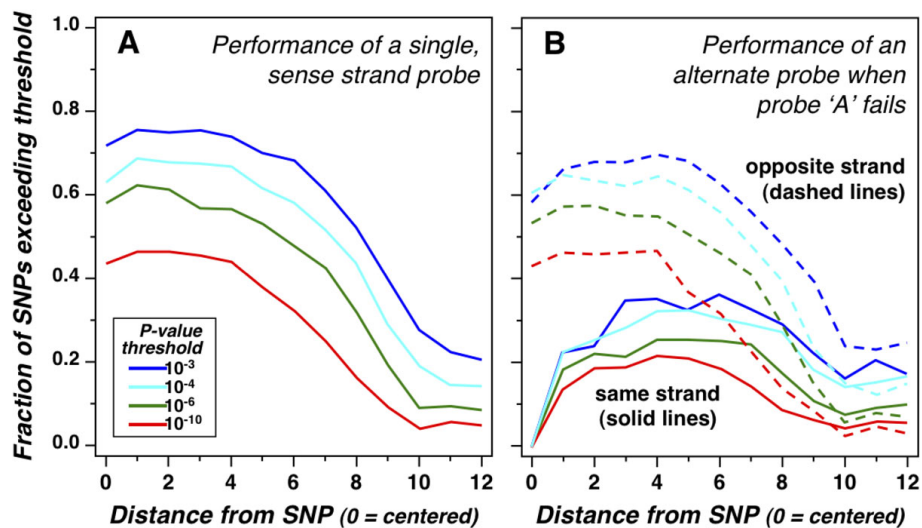 A
Performance of a single,
sense strand probe
Fraction of SNPs exceeding threshold
1.0
0.8
0.6
0.4
0.2
0.0
P-value
threshold
10-3
10-4
10-6
10-10
0 2 4 6 8 10 12
Distance from SNP (0 = centered)
B
Performance of an
alternate probe when
probe ‘A’ fails
opposite strand
(dashed lines)
same strand
(solid lines)
0 2 4 6 8 10 12
Distance from SNP (0 = centered)